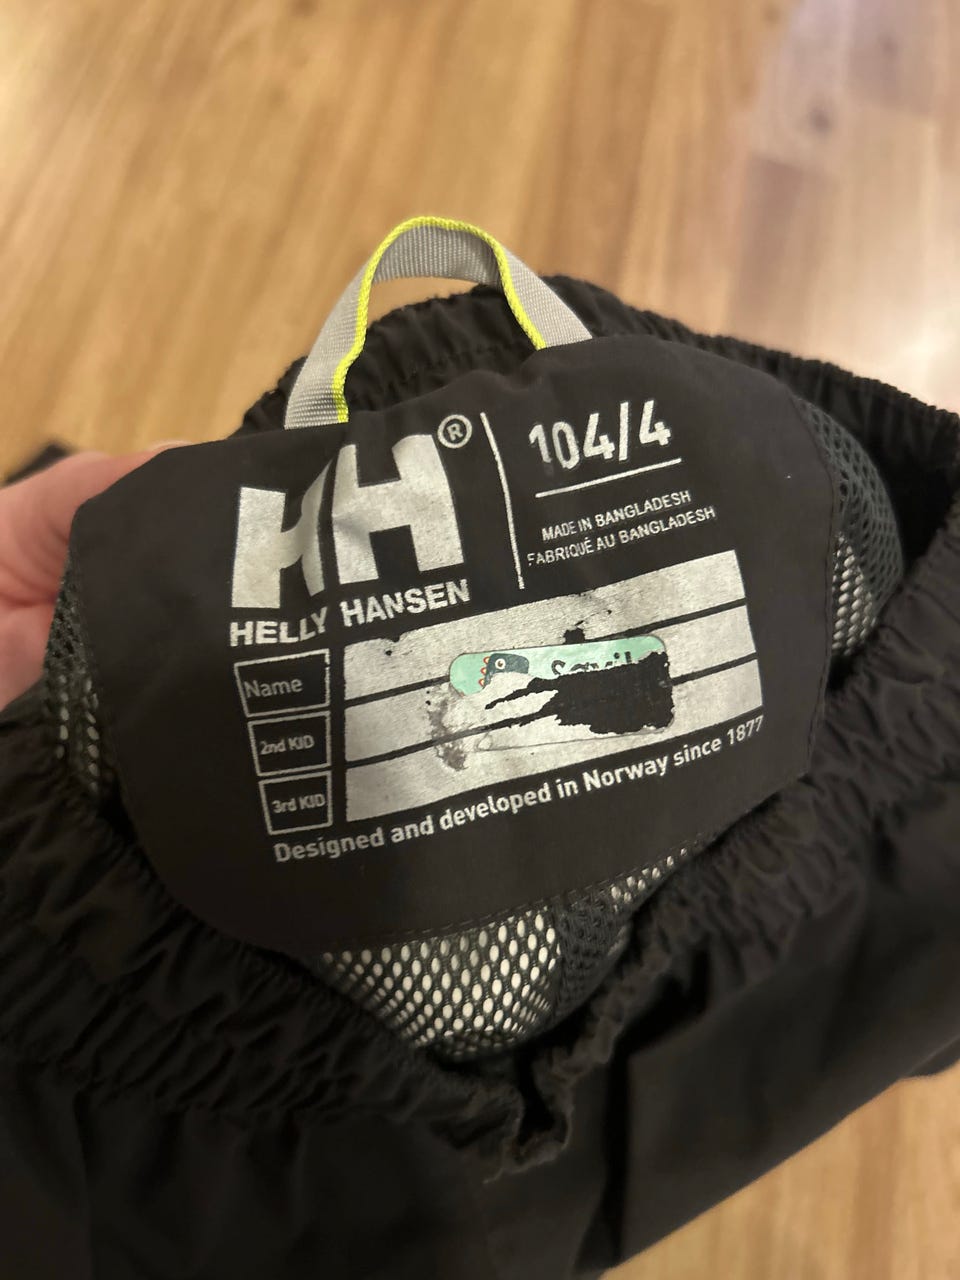 HH®
HELLY HANSEN
104/4
MADE IN BANGLADESH
FABRIQUÉ AU BANGLADESH
Name
2nd KID
3rd KID
Designed and developed in Norway since 1877